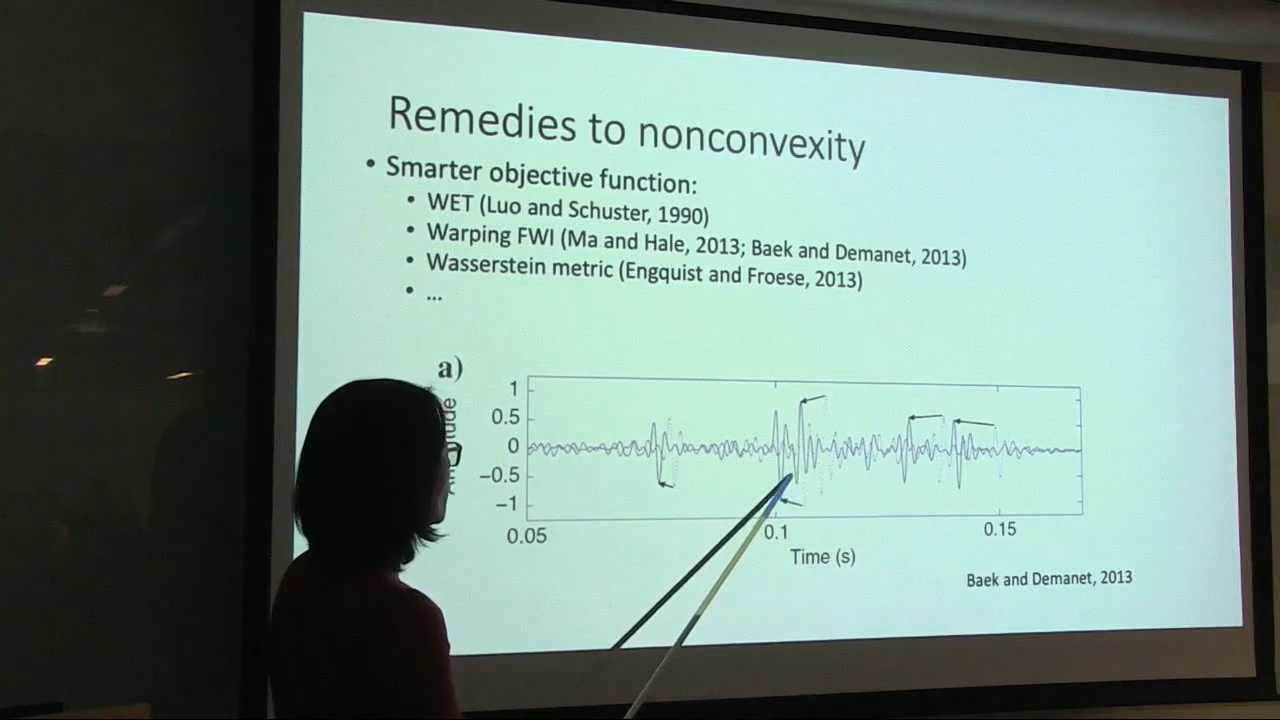 Remedies to nonconvexity
• Smarter objective function:
• WET (Luo and Schuster, 1990)
• Warping FWI (Ma and Hale, 2013; Baek and Demanet, 2013)
• Wasserstein metric (Engquist and Froese, 2013)
• ...
a)
1
0.5
0
−0.5
−1
0.05
0.1
0.15
Time (s)
Baek and Demanet, 2013